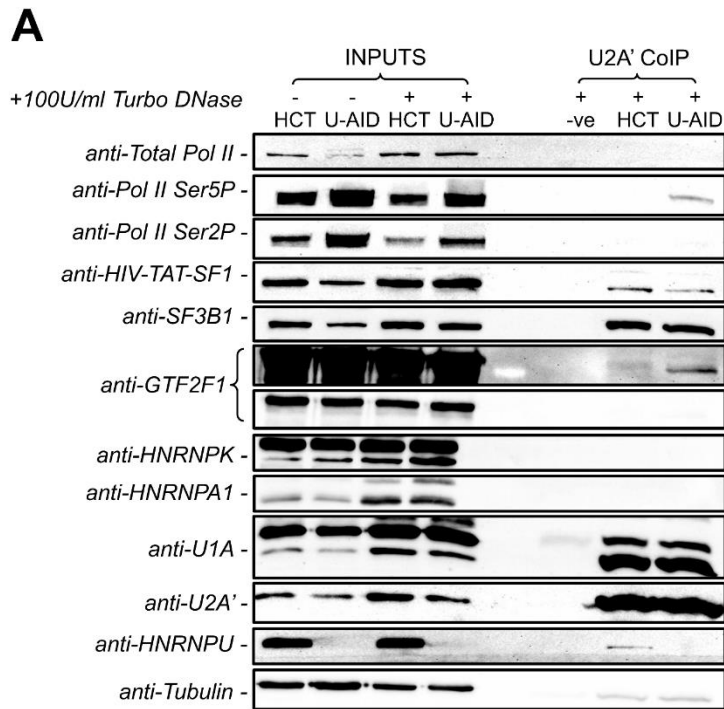 A
INPUTS U2A' CoIP
+100U/ml Turbo DNase - - + + + + +
HCT U-AID HCT U-AID -ve HCT U-AID
anti-Total Pol II -
anti-Pol II Ser5P -
anti-Pol II Ser2P -
anti-HIV-TAT-SF1 -
anti-SF3B1 -
anti-GTF2F1
anti-HNRNPK -
anti-HNRNPA1 -
anti-U1A -
anti-U2A' -
anti-HNRNPU -
anti-Tubulin -